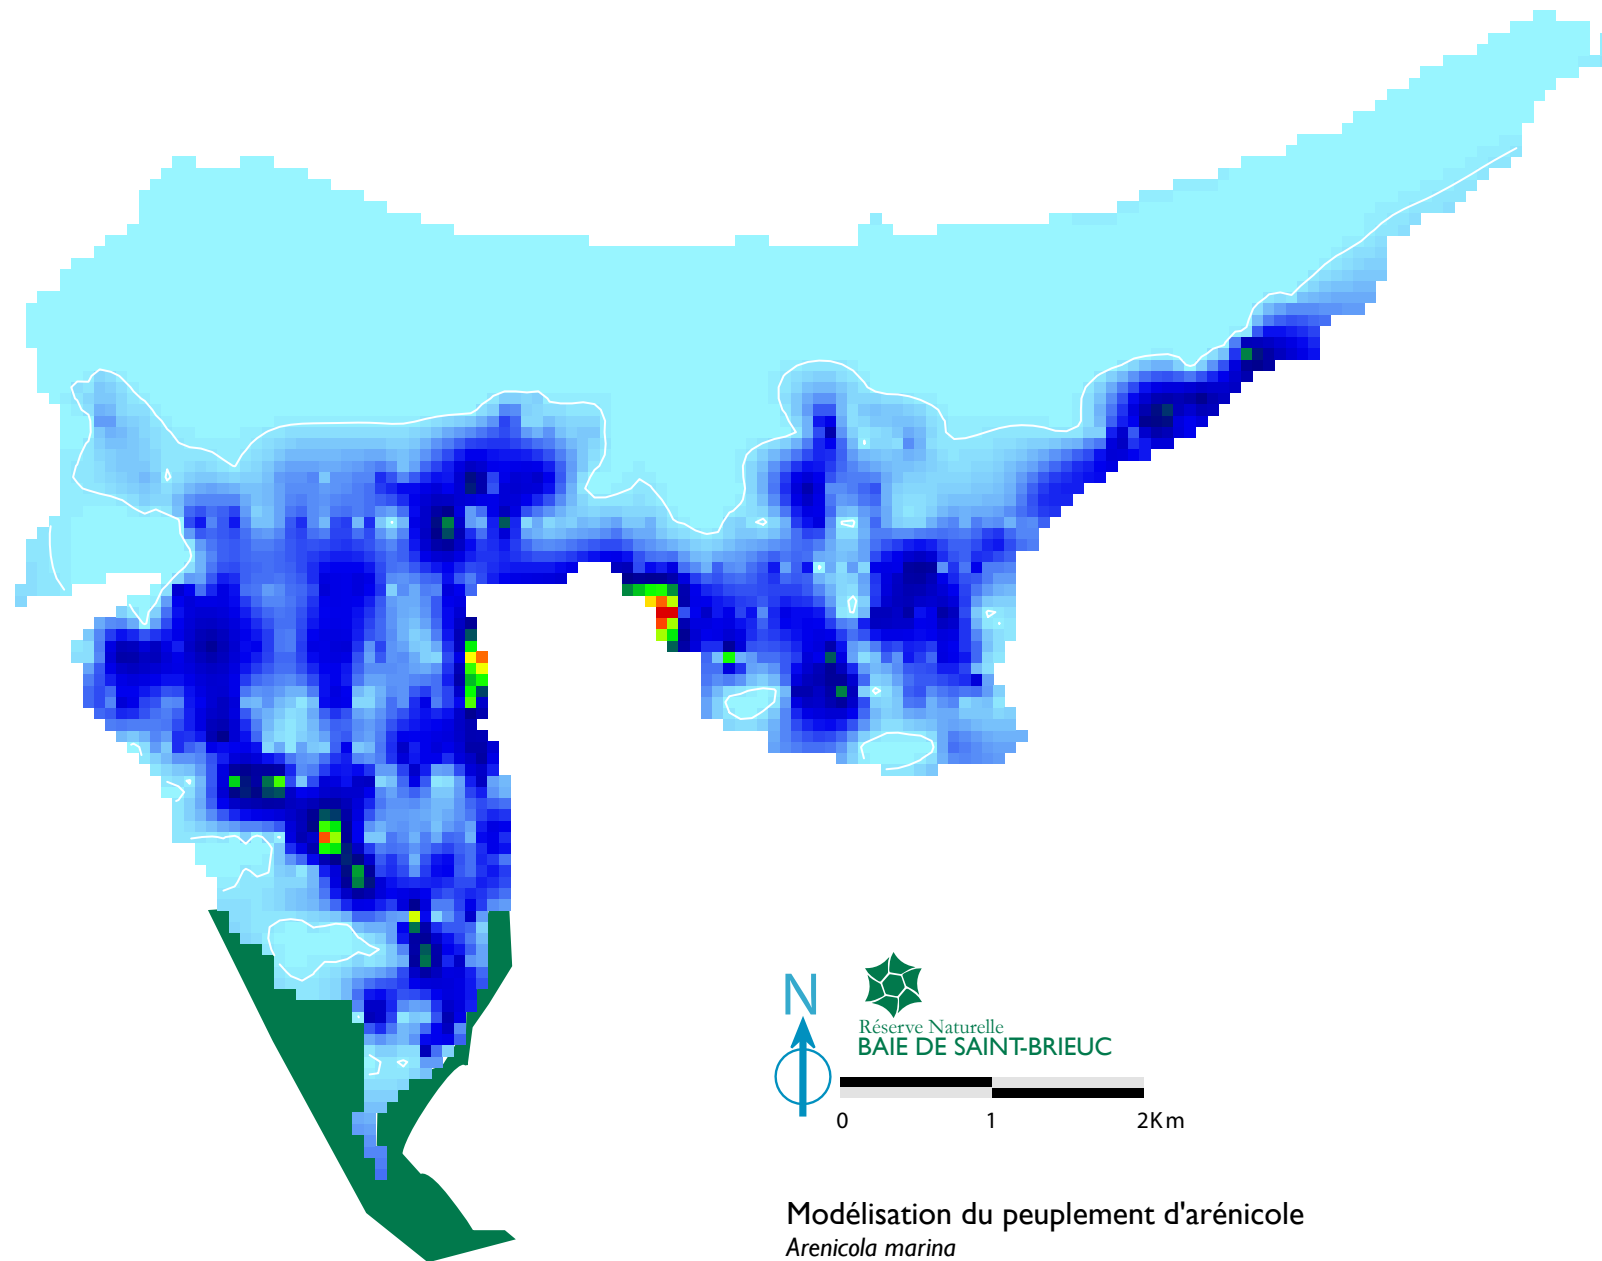 N
Réserve Naturelle
BAIE DE SAINT-BRIEUC
0 1 2Km
Modélisation du peuplement d'arénicole
Arenicola marina